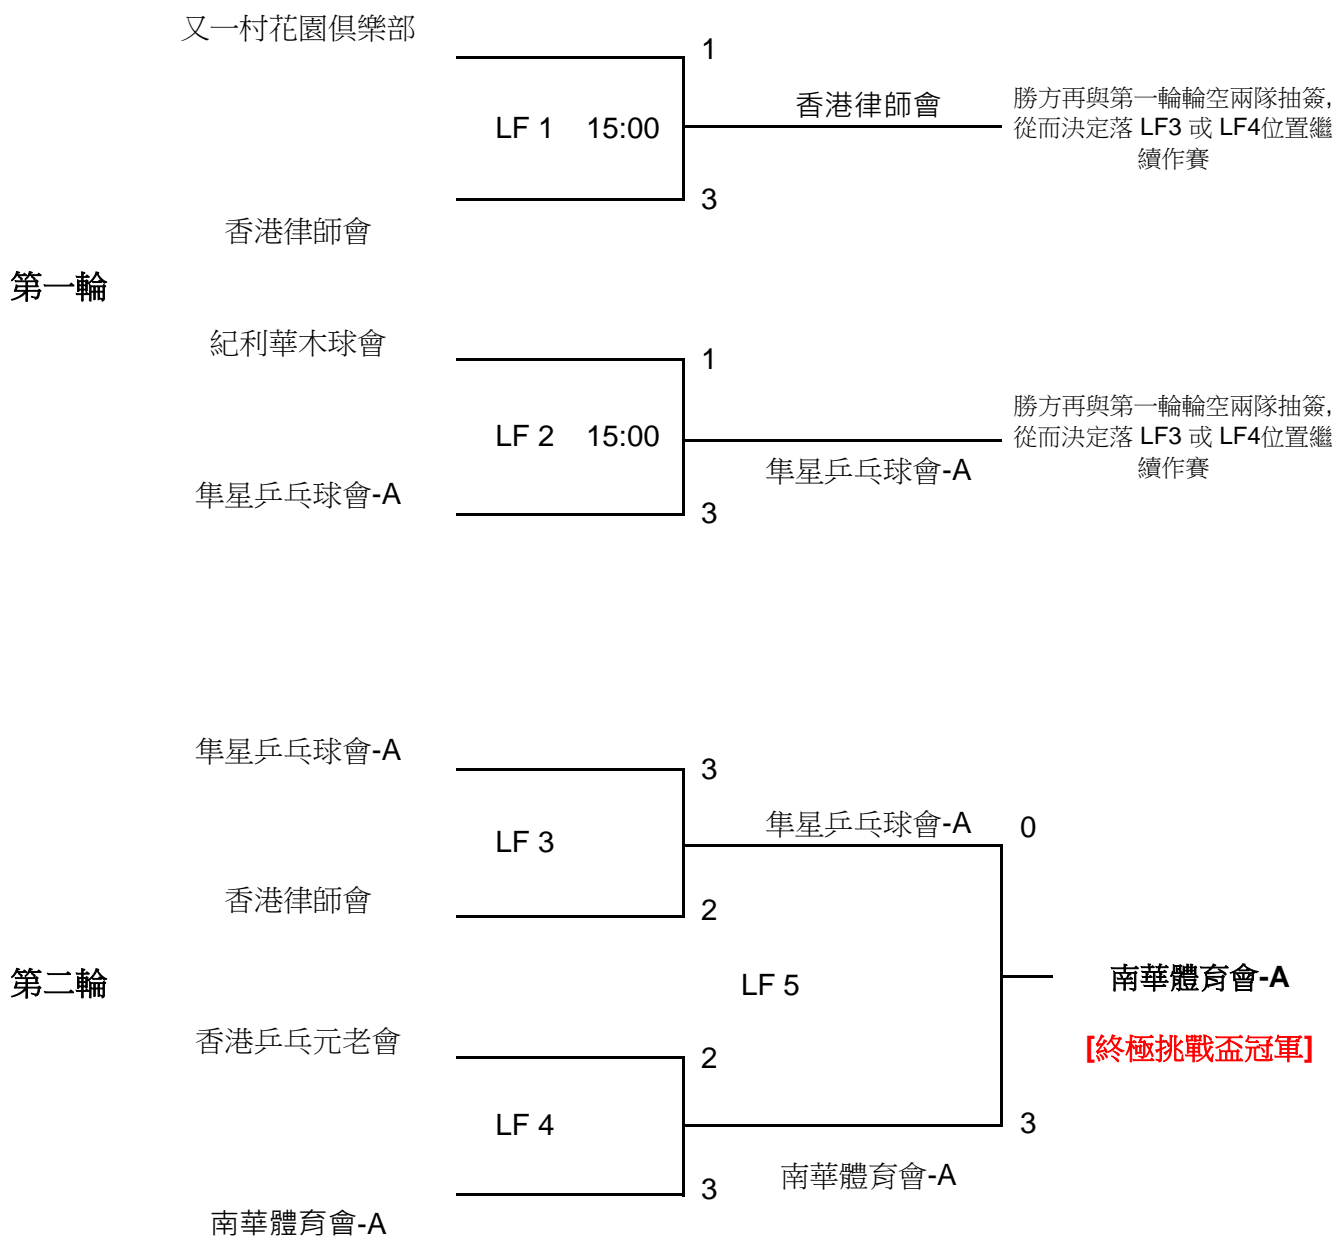 又一村花園俱樂部
1
香港律師會
勝方再與第一輪輪空兩隊抽簽,
從而決定落 LF3 或 LF4位置繼
續作賽
LF 1 15:00
3
香港律師會
第一輪
紀利華木球會
1
勝方再與第一輪輪空兩隊抽簽,
從而決定落 LF3 或 LF4位置繼
續作賽
LF 2 15:00
隼星乒乓球會-A
隼星乒乓球會-A
3
隼星乒乓球會-A
3
隼星乒乓球會-A
0
LF 3
香港律師會
2
第二輪
LF 5
南華體育會-A
[終極挑戰盃冠軍]
香港乒乓元老會
2
LF 4
3
南華體育會-A
3
南華體育會-A